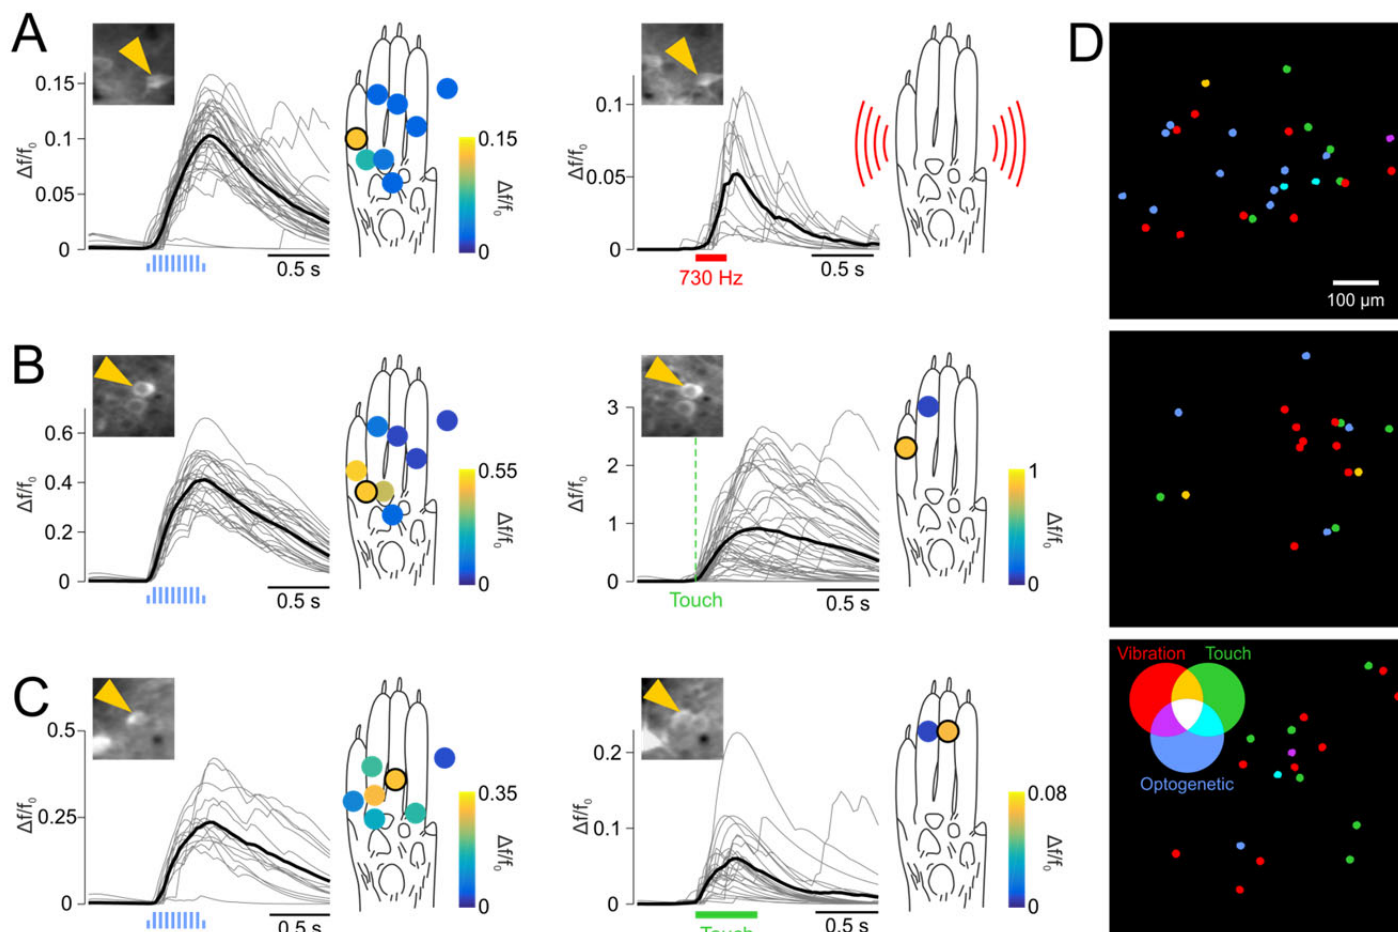 A
0.15
0.1
0.05
0
Δf/f₀
0.5 s
0.15
0
Δf/f₀
0.1
0.05
0
Δf/f₀
730 Hz
0.5 s
D
100 µm
B
0.6
0.4
0.2
0
Δf/f₀
0.5 s
0.55
0
Δf/f₀
3
2
1
0
Δf/f₀
Touch
0.5 s
1
0
Δf/f₀
C
0.5
0.25
0
Δf/f₀
0.5 s
0.35
0
Δf/f₀
0.2
0.1
0
Δf/f₀
Touch
0.5 s
0.08
0
Δf/f₀
Vibration
Touch
Optogenetic